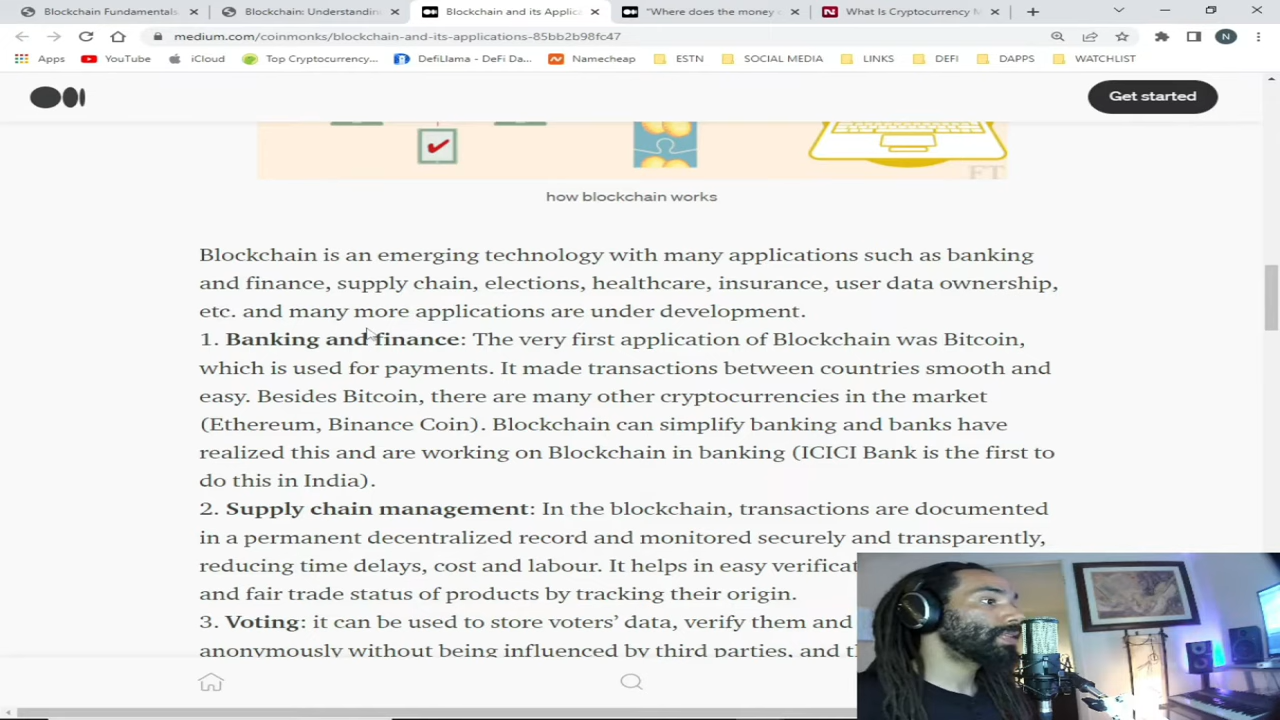 Blockchain Fundamentals
Blockchain: Understandin
Blockchain and its Applica
"Where does the money
What Is Cryptocurrency M
medium.com/coinmonks/blockchain-and-its-applications-85bb2b98fc47
N
Apps
YouTube
iCloud
Top Cryptocurrency...
DefiLlama - DeFi Da...
Namecheap
ESTN
SOCIAL MEDIA
LINKS
DEFI
DAPPS
WATCHLIST
Get started
FT
how blockchain works
Blockchain is an emerging technology with many applications such as banking
and finance, supply chain, elections, healthcare, insurance, user data ownership,
etc. and many more applications are under development.
1. Banking and finance: The very first application of Blockchain was Bitcoin,
which is used for payments. It made transactions between countries smooth and
easy. Besides Bitcoin, there are many other cryptocurrencies in the market
(Ethereum, Binance Coin). Blockchain can simplify banking and banks have
realized this and are working on Blockchain in banking (ICICI Bank is the first to
do this in India).
2. Supply chain management: In the blockchain, transactions are documented
in a permanent decentralized record and monitored securely and transparently,
reducing time delays, cost and labour. It helps in easy verificat
and fair trade status of products by tracking their origin.
3. Voting: it can be used to store voters' data, verify them and
anonymously without being influenced by third parties, and th